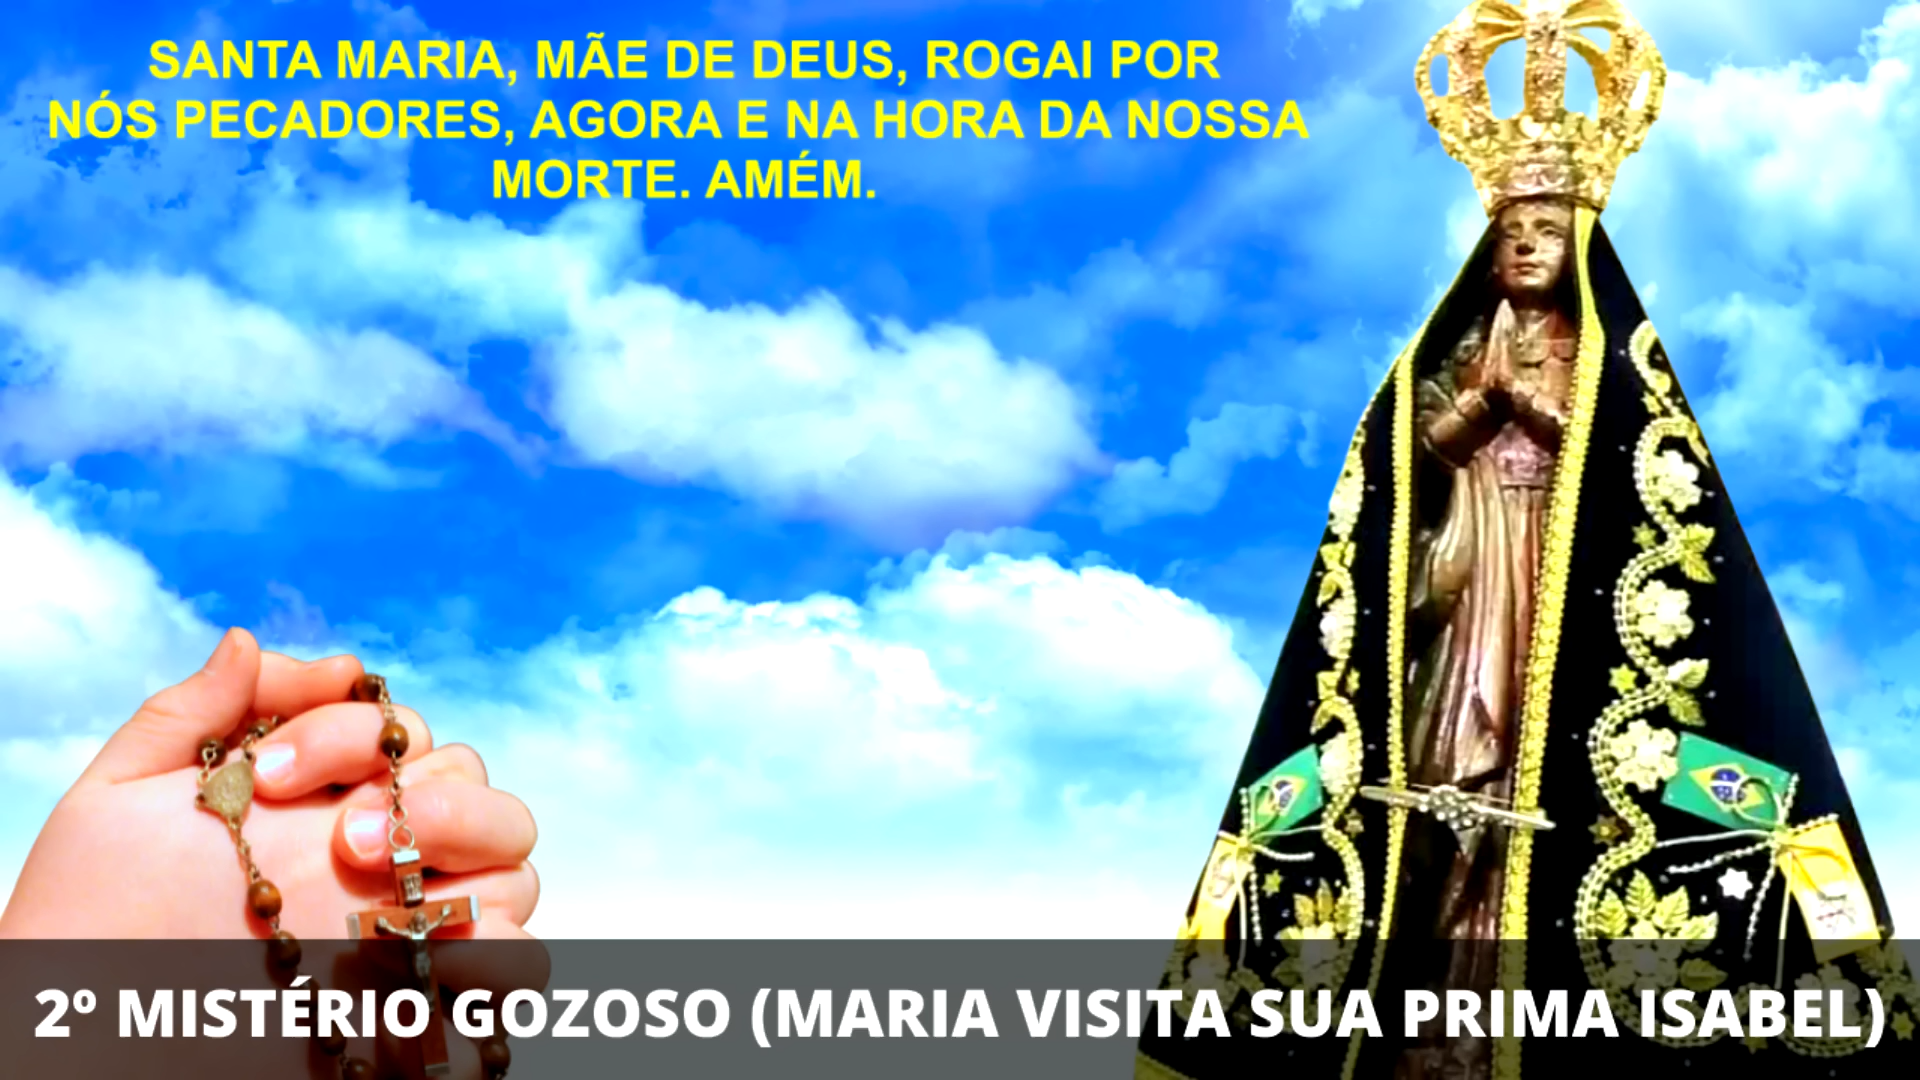 SANTA MARIA, MÃE DE DEUS, ROGAI POR
NÓS PECADORES, AGORA E NA HORA DA NOSSA
MORTE. AMÉM.
2º MISTÉRIO GOZOSO (MARIA VISITA SUA PRIMA ISABEL)